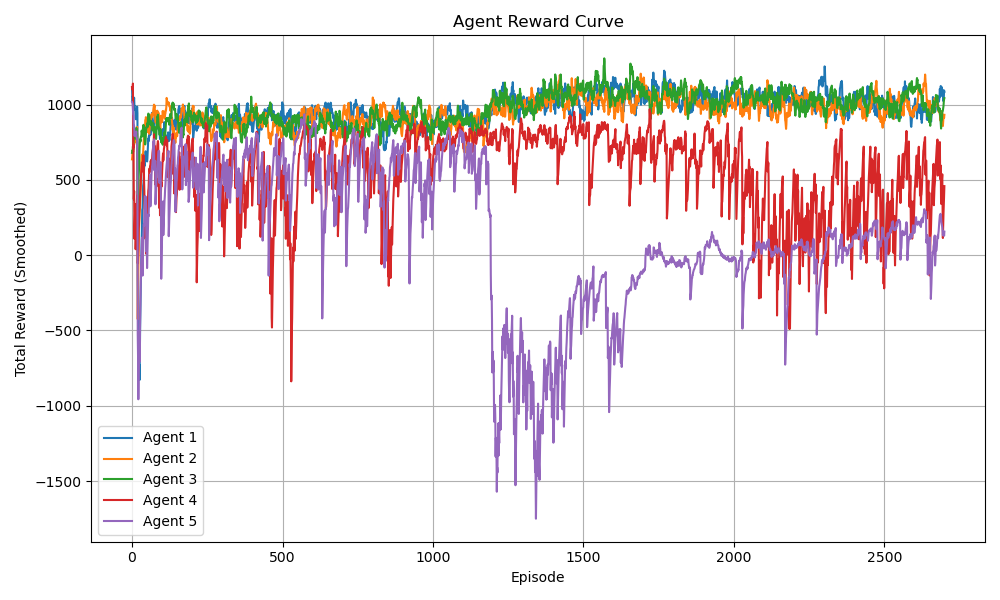 Agent Reward Curve
Total Reward (Smoothed)
1000
500
0
−500
−1000
−1500
Agent 1
Agent 2
Agent 3
Agent 4
Agent 5
0 500 1000 1500 2000 2500
Episode